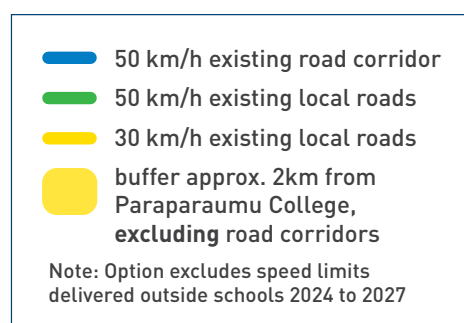 50 km/h existing road corridor
50 km/h existing local roads
30 km/h existing local roads
buffer approx. 2km from
Paraparaumu College,
excluding road corridors
Note: Option excludes speed limits
delivered outside schools 2024 to 2027